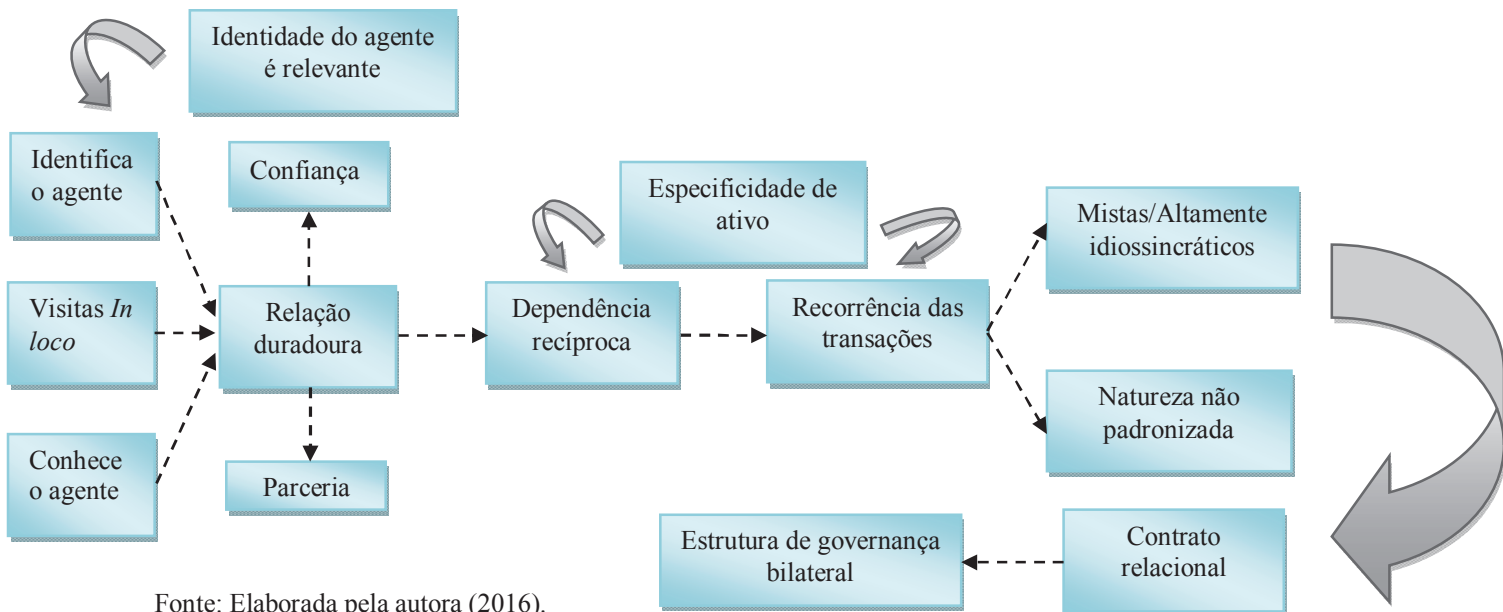 Identidade do agente
é relevante
Identifica
o agente
Confiança
Especificidade de
ativo
Mistas/Altamente
idiossincráticos
Visitas In
loco
Relação
duradoura
Dependência
recíproca
Recorrência das
transações
Natureza não
padronizada
Conhece
o agente
Parceria
Estrutura de governança
bilateral
Contrato
relacional
Fonte: Elaborada pela autora (2016).